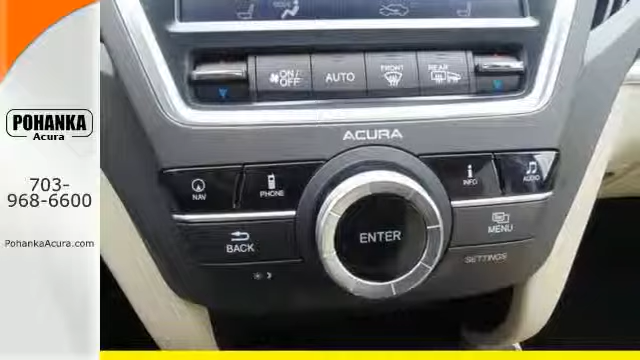 POHANKA
Acura
703-
968-6600
PohankaAcura.com
ON/
OFF
AUTO
FRONT
REAR
ACURA
NAV
PHONE
INFO
AUDIO
BACK
ENTER
MENU
SETTINGS